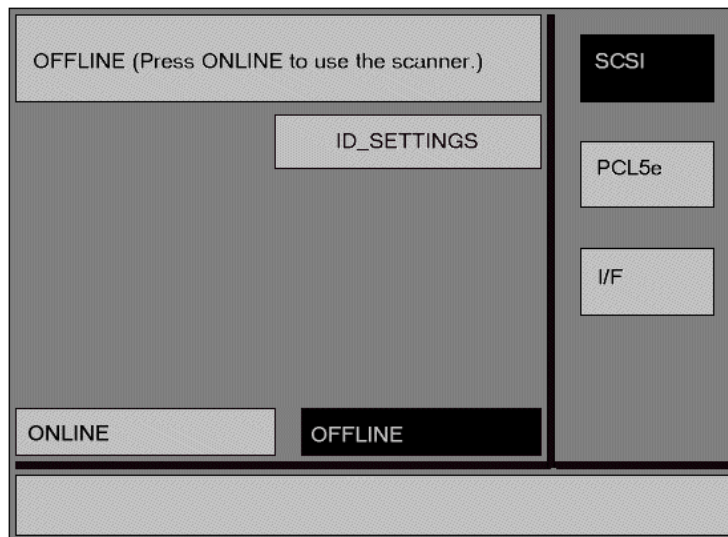 OFFLINE (Press ONLINE to use the scanner.)
SCSI
ID_SETTINGS
PCL5e
I/F
ONLINE
OFFLINE